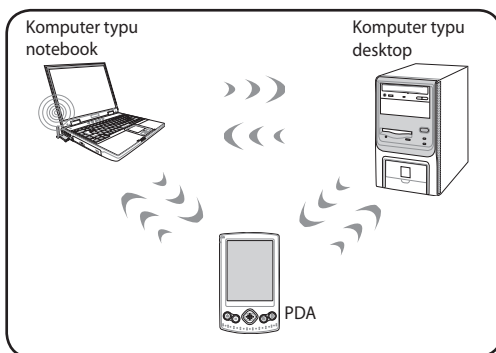 Komputer typu
notebook
Komputer typu
desktop
PDA